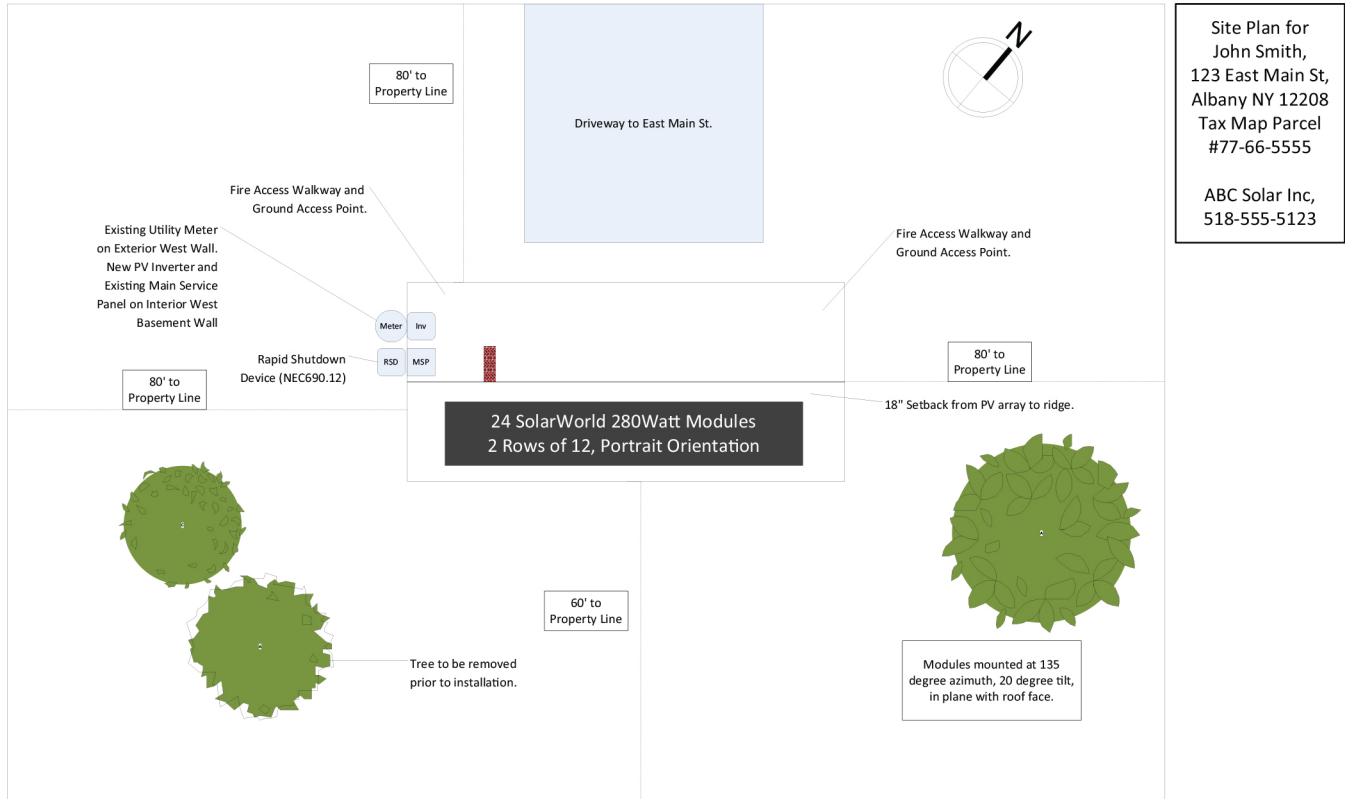 Site Plan for
John Smith,
123 East Main St,
Albany NY 12208
Tax Map Parcel
#77-66-5555
ABC Solar Inc,
518-555-5123
N
80' to
Property Line
Driveway to East Main St.
Fire Access Walkway and
Ground Access Point.
Existing Utility Meter
on Exterior West Wall.
New PV Inverter and
Existing Main Service
Panel on Interior West
Basement Wall
Fire Access Walkway and
Ground Access Point.
Meter
Inv
RSD
MSP
Rapid Shutdown
Device (NEC690.12)
80' to
Property Line
80' to
Property Line
18" Setback from PV array to ridge.
24 SolarWorld 280Watt Modules
2 Rows of 12, Portrait Orientation
60' to
Property Line
Tree to be removed
prior to installation.
Modules mounted at 135
degree azimuth, 20 degree tilt,
in plane with roof face.